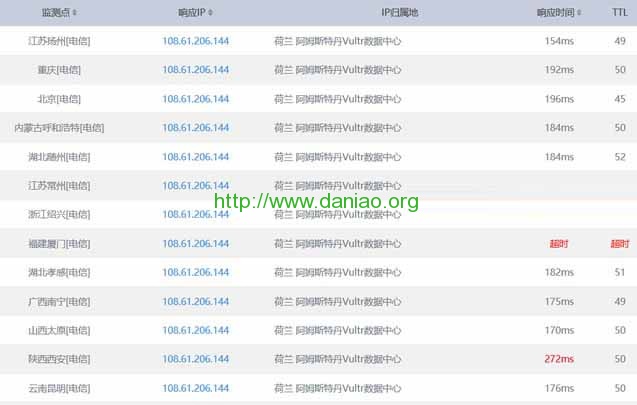 监测点 响应IP IP归属地 响应时间 TTL
江苏扬州[电信] 108.61.206.144 荷兰 阿姆斯特丹Vultr数据中心 154ms 49
重庆[电信] 108.61.206.144 荷兰 阿姆斯特丹Vultr数据中心 192ms 50
北京[电信] 108.61.206.144 荷兰 阿姆斯特丹Vultr数据中心 196ms 45
内蒙古呼和浩特[电信] 108.61.206.144 荷兰 阿姆斯特丹Vultr数据中心 184ms 50
湖北随州[电信] 108.61.206.144 荷兰 阿姆斯特丹Vultr数据中心 184ms 52
江苏常州[电信] 108.61.206.144 荷兰 阿姆斯特丹Vultr数据中心
http://www.daniao.org
浙江绍兴[电信] 108.61.206.144 荷兰 阿姆斯特丹Vultr数据中心
福建厦门[电信] 108.61.206.144 荷兰 阿姆斯特丹Vultr数据中心 超时 超时
湖北孝感[电信] 108.61.206.144 荷兰 阿姆斯特丹Vultr数据中心 182ms 51
广西南宁[电信] 108.61.206.144 荷兰 阿姆斯特丹Vultr数据中心 175ms 49
山西太原[电信] 108.61.206.144 荷兰 阿姆斯特丹Vultr数据中心 170ms 50
陕西西安[电信] 108.61.206.144 荷兰 阿姆斯特丹Vultr数据中心 272ms 50
云南昆明[电信] 108.61.206.144 荷兰 阿姆斯特丹Vultr数据中心 176ms 50